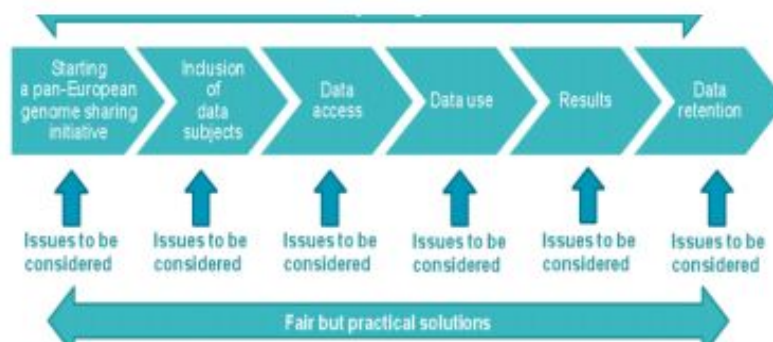 Starting
a pan-European
genome sharing
initiative
Inclusion
of
data
subjects
Data
access
Data use
Results
Data
retention
Issues to be
considered
Issues to be
considered
Issues to be
considered
Issues to be
considered
Issues to be
considered
Issues to be
considered
Fair but practical solutions